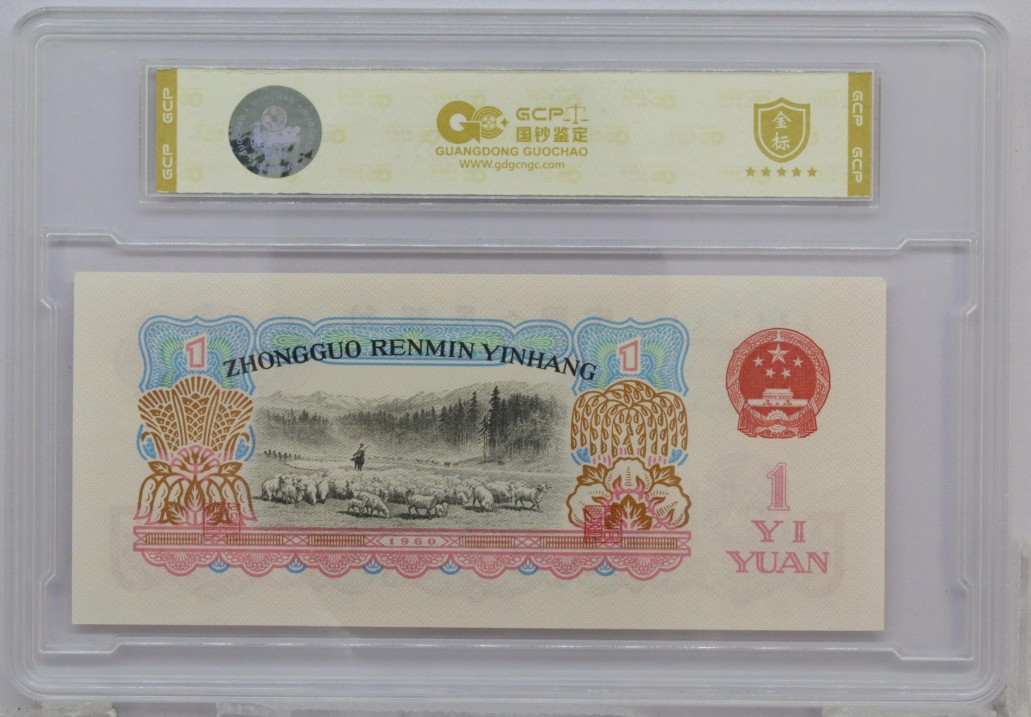 GCP
GCP
GCP
国钞鉴定
GUANGDONG GUOCHAO
www.gdgcngc.com
金
标
GCP
GCP
ZHONGGUO RENMIN YINHANG
1
1
1960
1
YI
YUAN